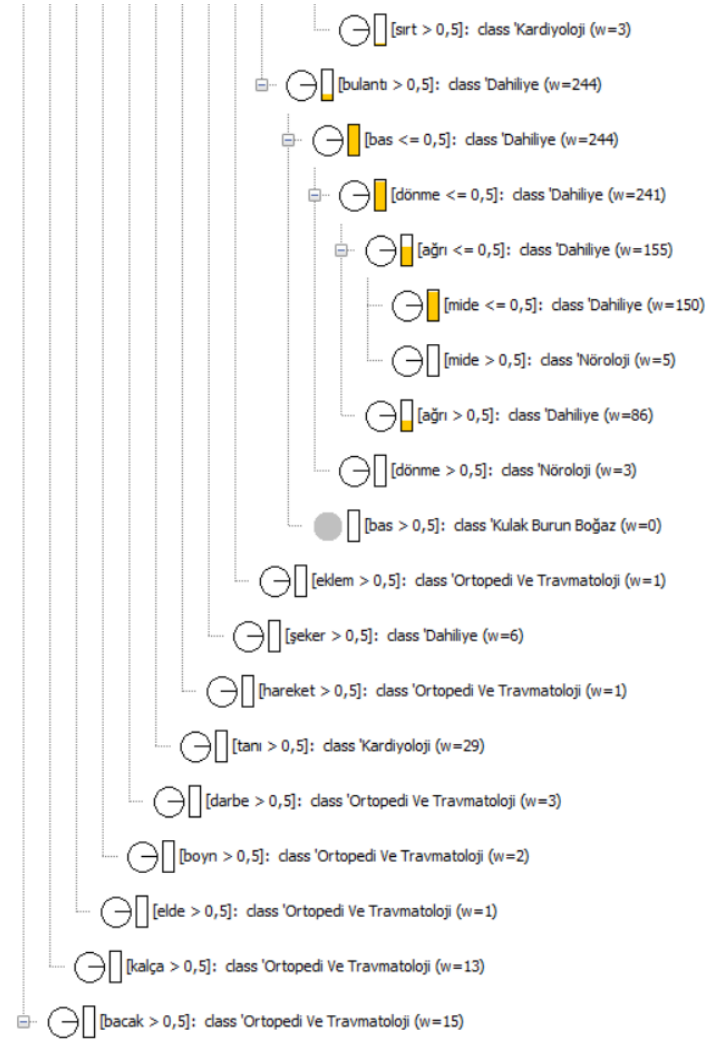 [sırt > 0,5]: class 'Kardiyoloji (w=3)
[bulantı > 0,5]: class 'Dahiliye (w=244)
[bas <= 0,5]: class 'Dahiliye (w=244)
[dönme <= 0,5]: class 'Dahiliye (w=241)
[ağrı <= 0,5]: class 'Dahiliye (w=155)
[mide <= 0,5]: class 'Dahiliye (w=150)
[mide > 0,5]: class 'Nöroloji (w=5)
[ağrı > 0,5]: class 'Dahiliye (w=86)
[dönme > 0,5]: class 'Nöroloji (w=3)
[bas > 0,5]: class 'Kulak Burun Boğaz (w=0)
[eklem > 0,5]: class 'Ortopedi Ve Travmatoloji (w=1)
[şeker > 0,5]: class 'Dahiliye (w=6)
[hareket > 0,5]: class 'Ortopedi Ve Travmatoloji (w=1)
[tanı > 0,5]: class 'Kardiyoloji (w=29)
[darbe > 0,5]: class 'Ortopedi Ve Travmatoloji (w=3)
[boyn > 0,5]: class 'Ortopedi Ve Travmatoloji (w=2)
[elde > 0,5]: class 'Ortopedi Ve Travmatoloji (w=1)
[kalça > 0,5]: class 'Ortopedi Ve Travmatoloji (w=13)
[bacak > 0,5]: class 'Ortopedi Ve Travmatoloji (w=15)